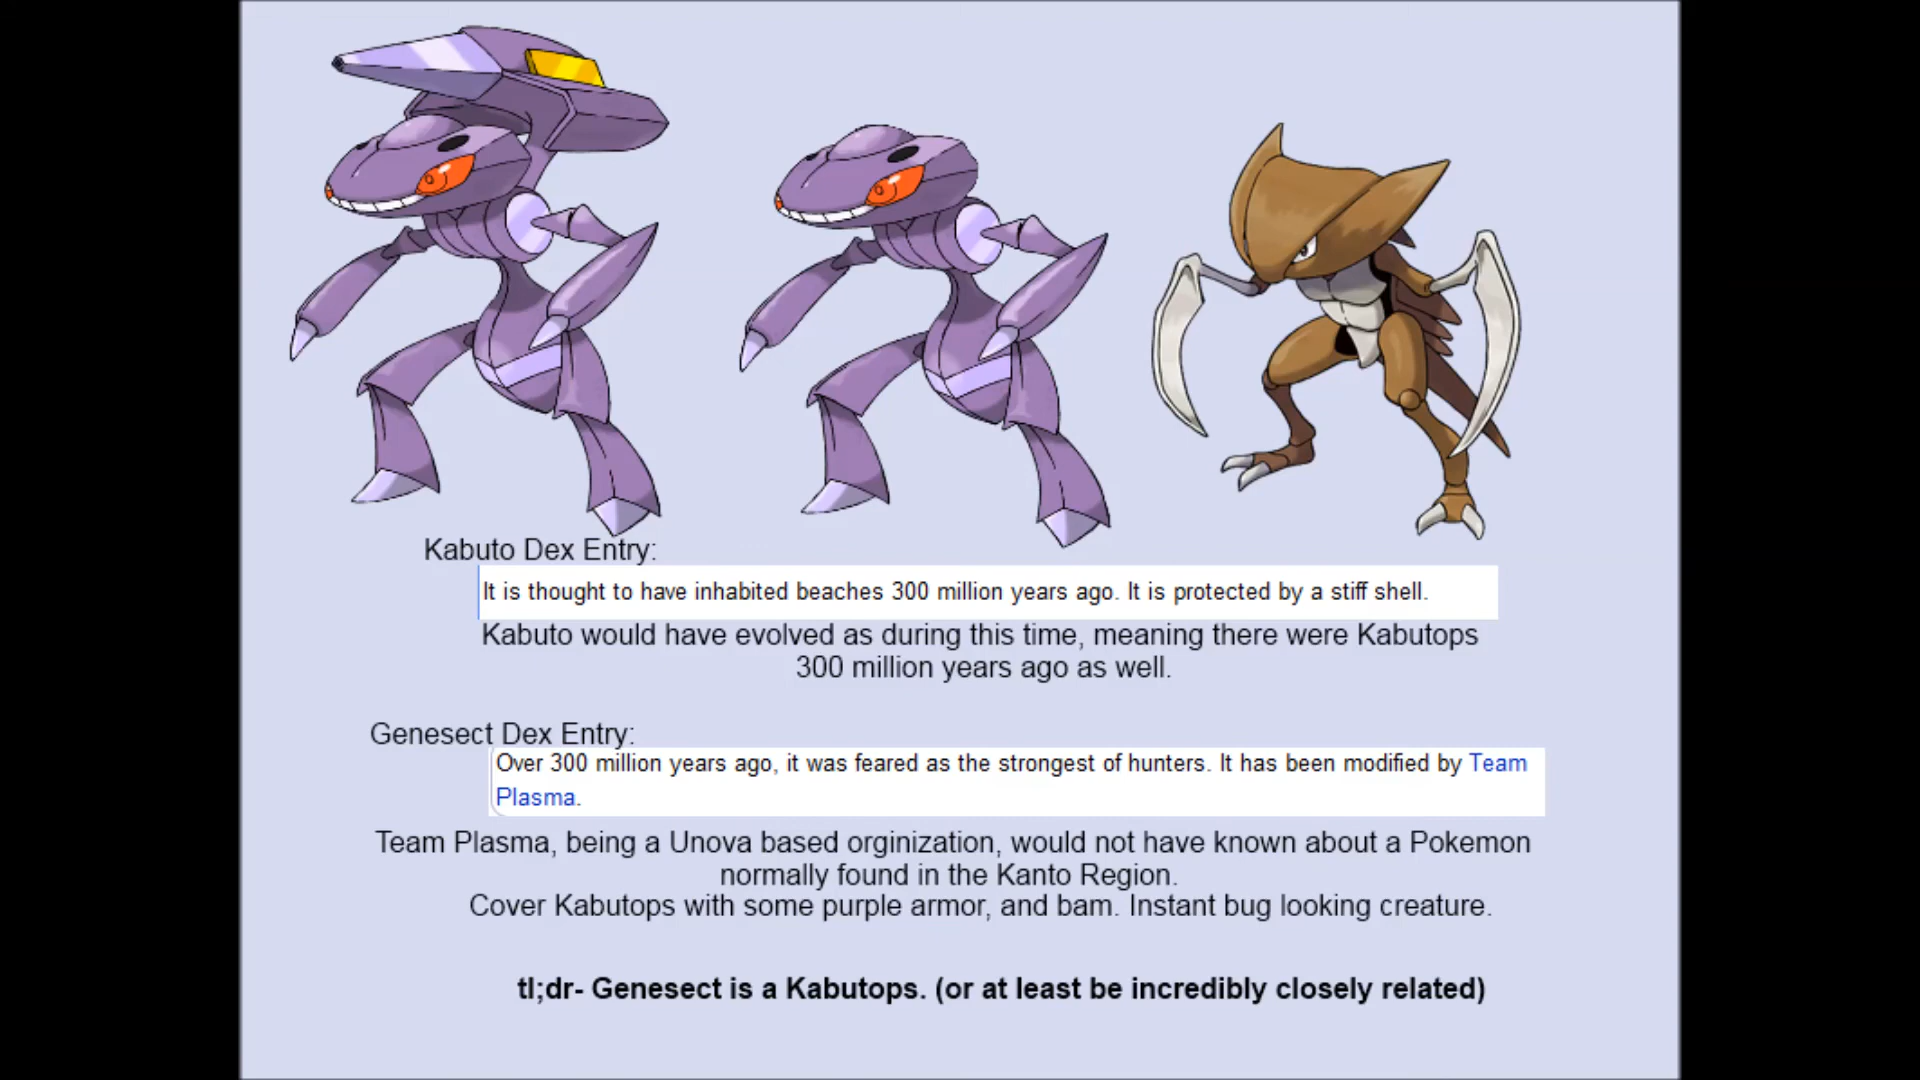 Kabuto Dex Entry:
It is thought to have inhabited beaches 300 million years ago. It is protected by a stiff shell.
Kabuto would have evolved as during this time, meaning there were Kabutops
300 million years ago as well.
Genesect Dex Entry:
Over 300 million years ago, it was feared as the strongest of hunters. It has been modified by Team
Plasma.
Team Plasma, being a Unova based orginization, would not have known about a Pokemon
normally found in the Kanto Region.
Cover Kabutops with some purple armor, and bam. Instant bug looking creature.
tl;dr- Genesect is a Kabutops. (or at least be incredibly closely related)